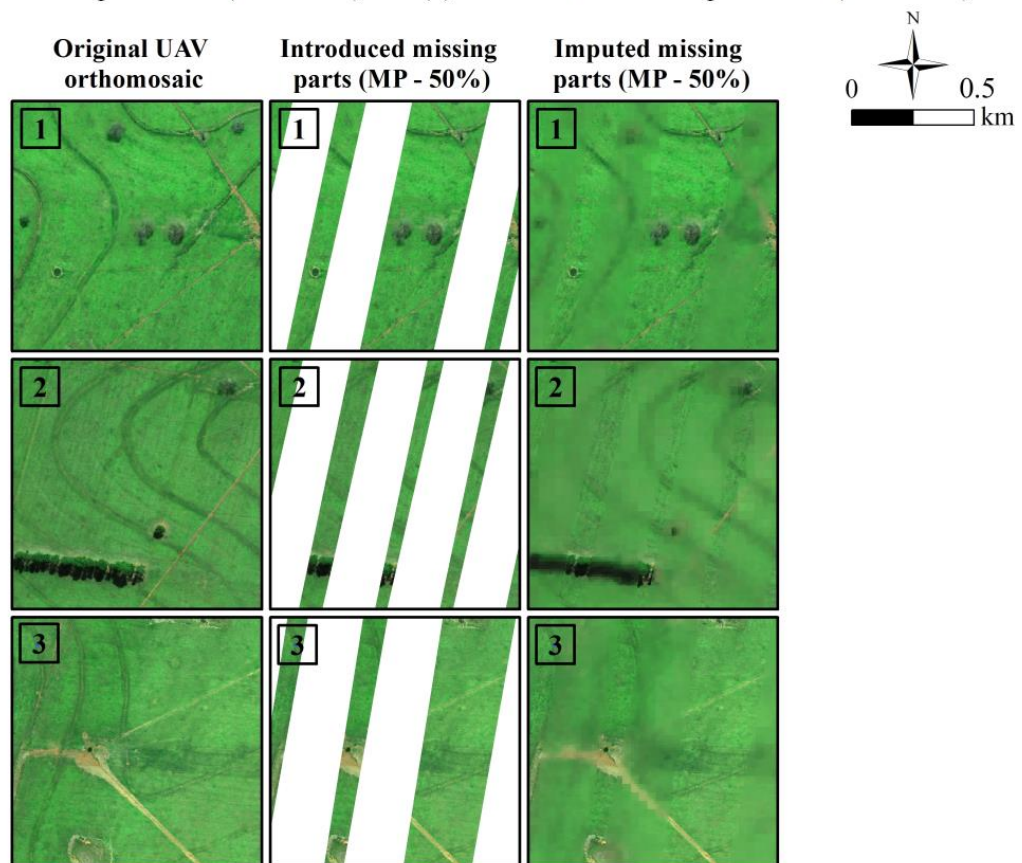 N
Original UAV Introduced missing Imputed missing
orthomosaic parts (MP - 50%) parts (MP - 50%)
0 0.5
km
1 1 1
2 2 2
3 3 3